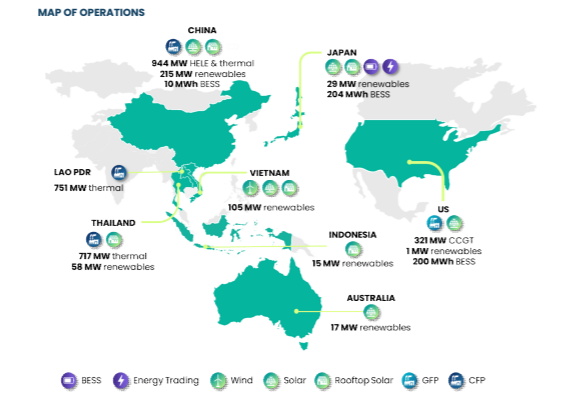 MAP OF OPERATIONS
CHINA
944 MW HELE & thermal
215 MW renewables
10 MWh BESS
JAPAN
29 MW renewables
204 MWh BESS
LAO PDR
751 MW thermal
VIETNAM
105 MW renewables
THAILAND
717 MW thermal
58 MW renewables
US
321 MW CCGT
1 MW renewables
200 MWh BESS
INDONESIA
15 MW renewables
AUSTRALIA
17 MW renewables
BESS Energy Trading Wind Solar Rooftop Solar GFP CFP